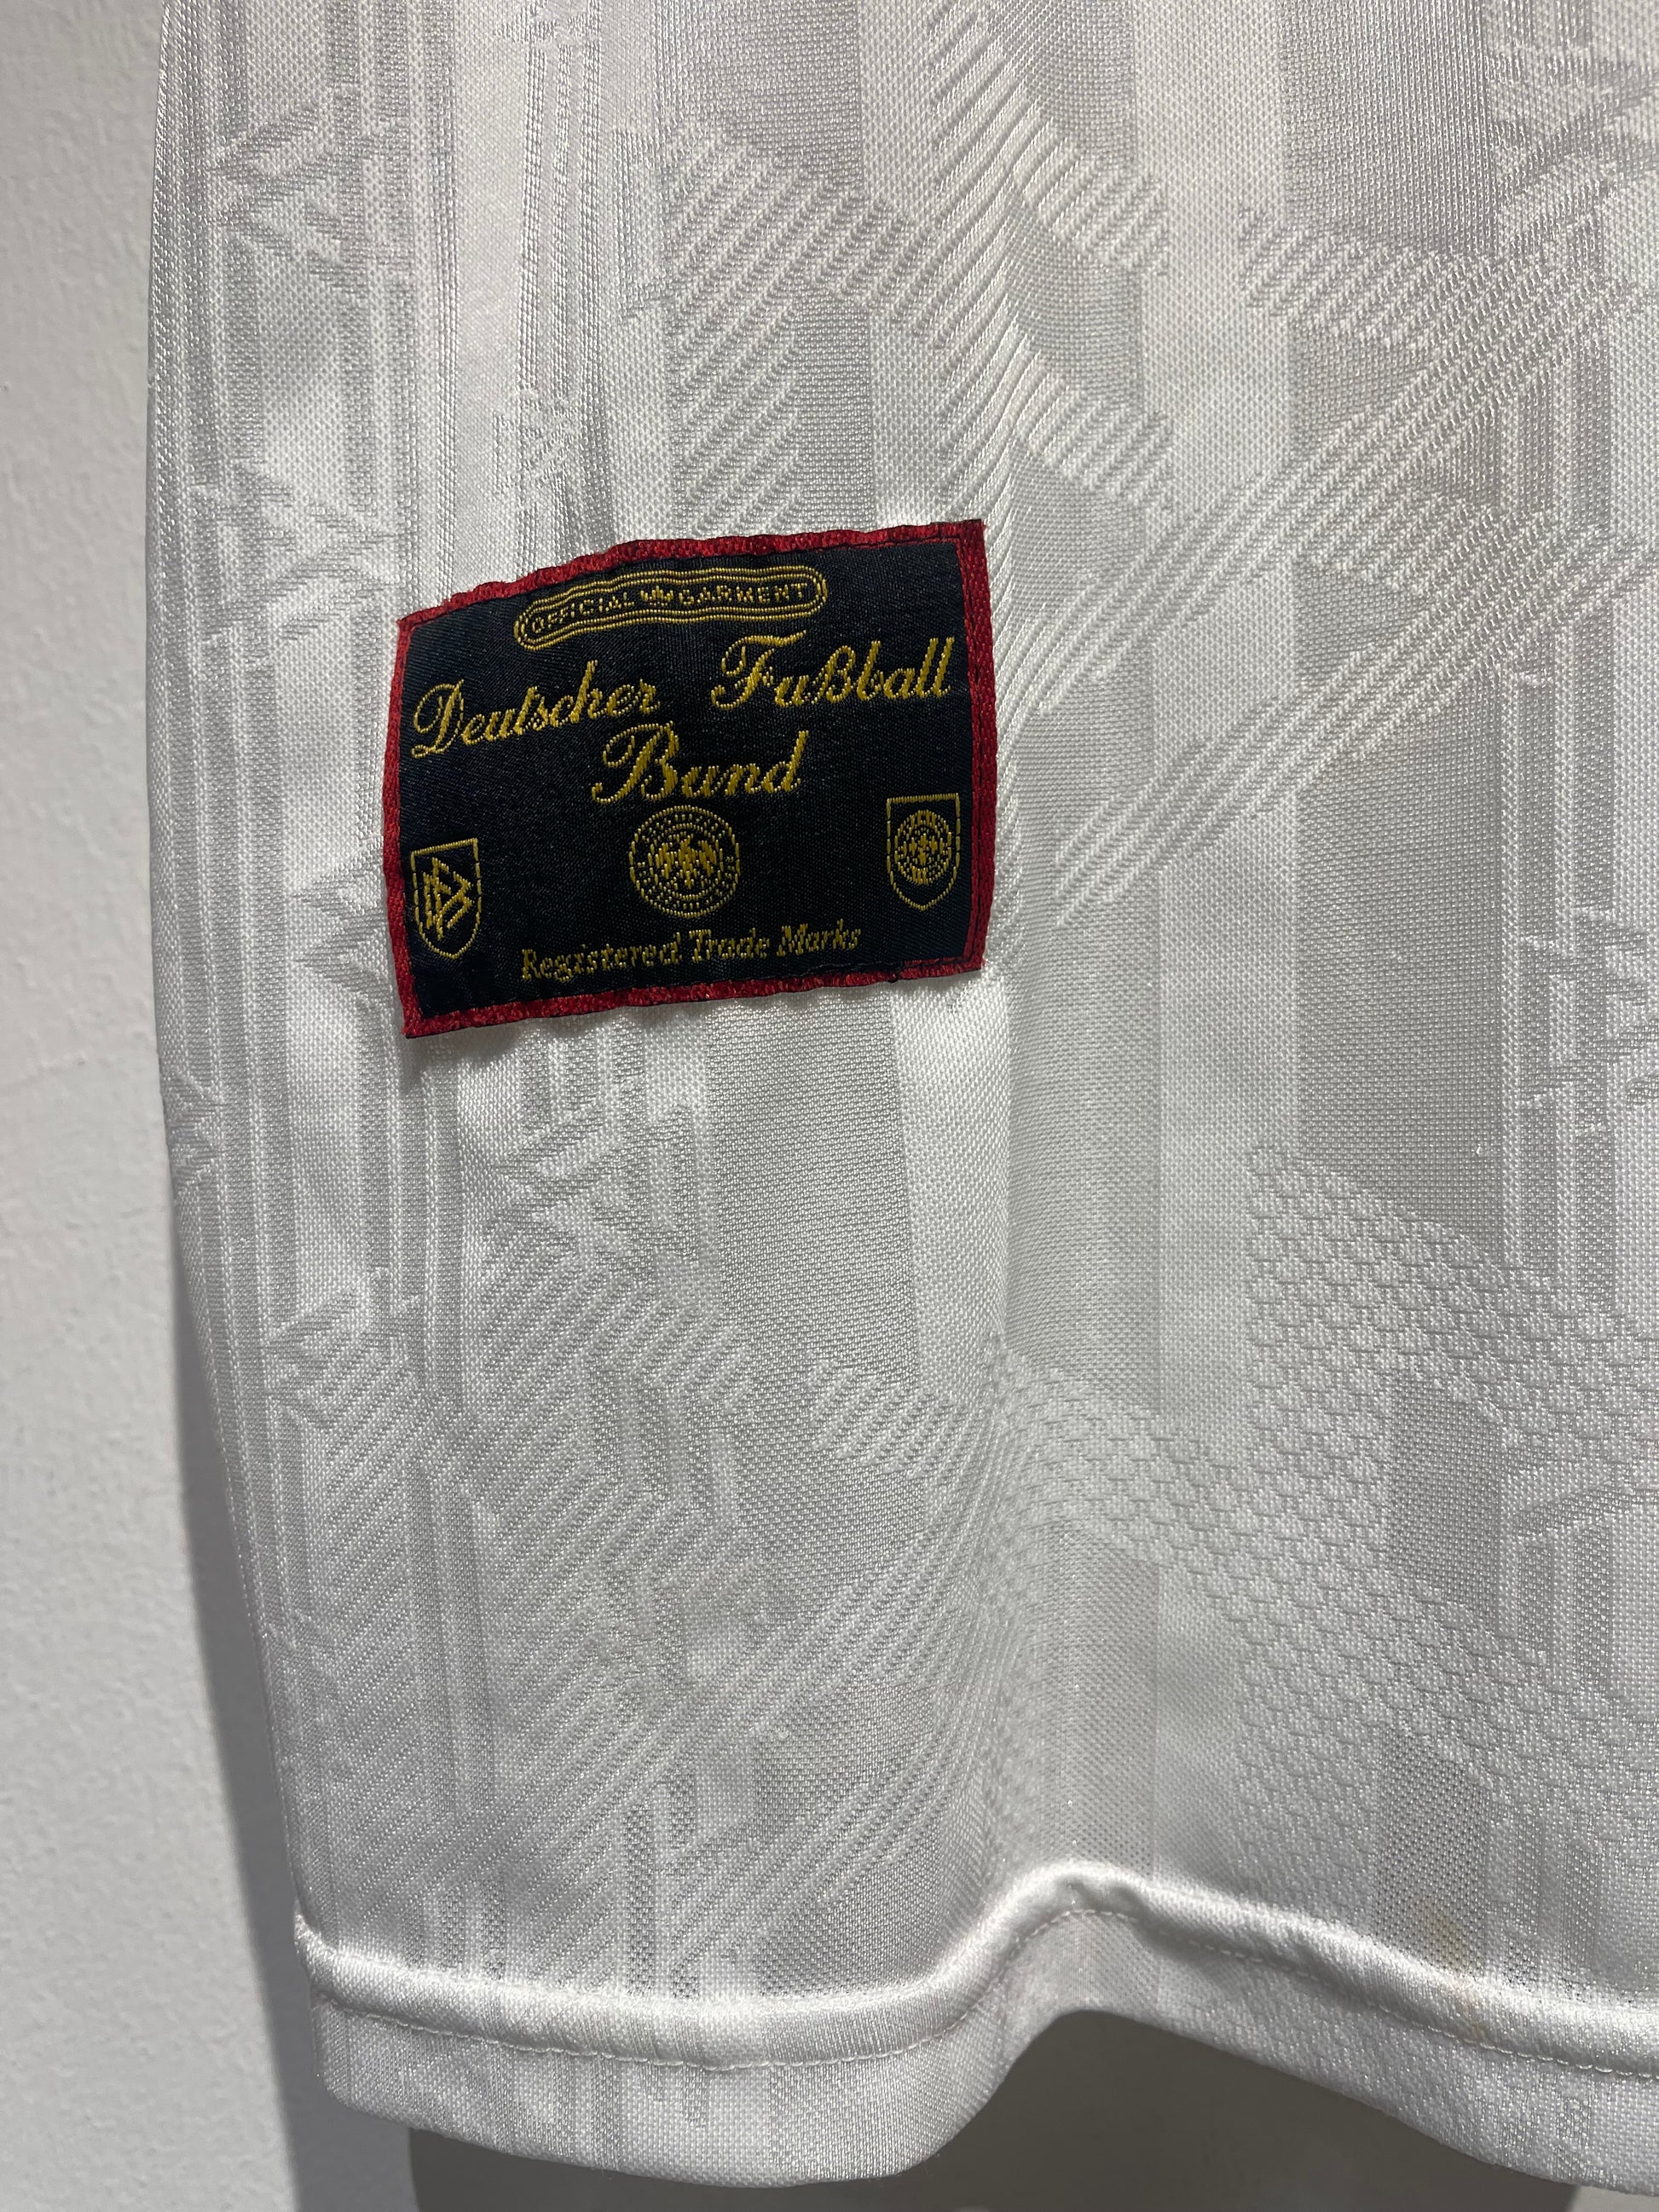 OFFICIAL GARMENT
Deutscher Fußball
Bund
Registered Trade Marks